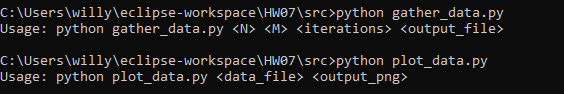 C:\Users\willy\eclipse-workspace\HW07\src>python gather_data.py
Usage: python gather_data.py <N> <M> <iterations> <output_file>
C:\Users\willy\eclipse-workspace\HW07\src>python plot_data.py
Usage: python plot_data.py <data_file> <output_png>